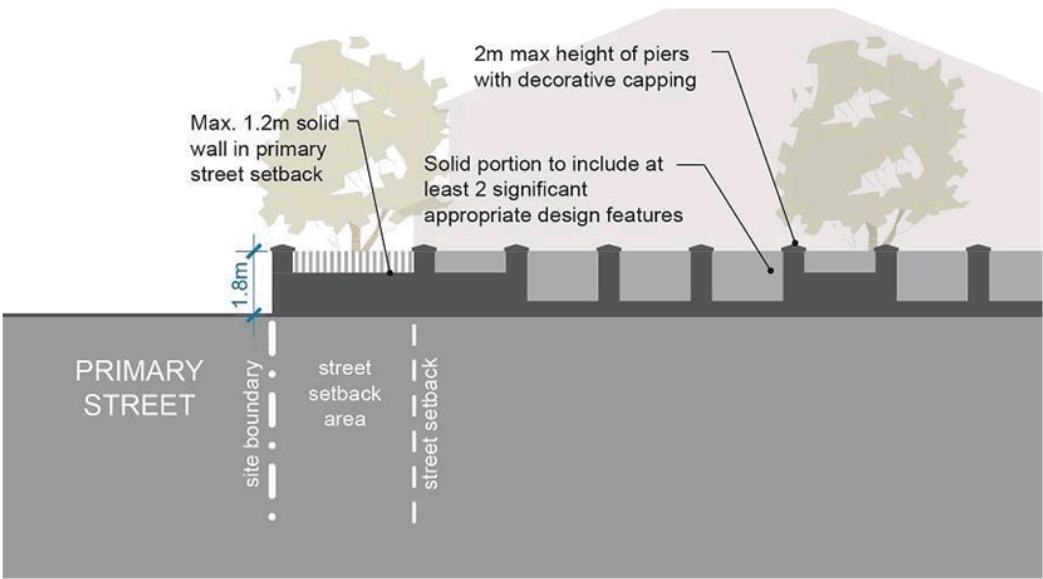 2m max height of piers
with decorative capping
Max. 1.2m solid
wall in primary
street setback
Solid portion to include at
least 2 significant
appropriate design features
1.8m
PRIMARY
STREET
site boundary
street
setback
area
street setback